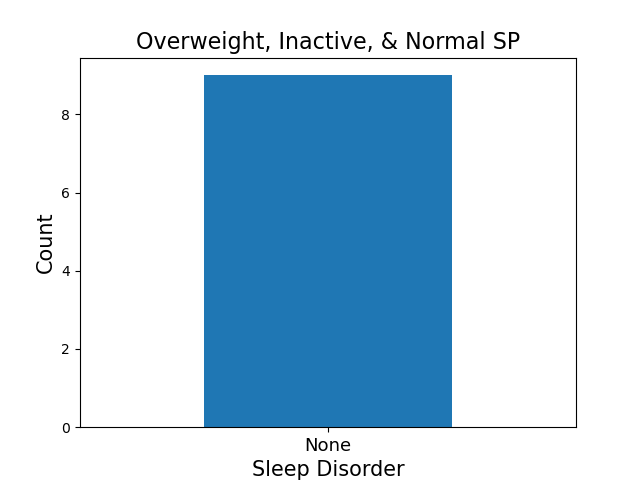 Overweight, Inactive, & Normal SP
8
6
4
2
0
Count
None
Sleep Disorder